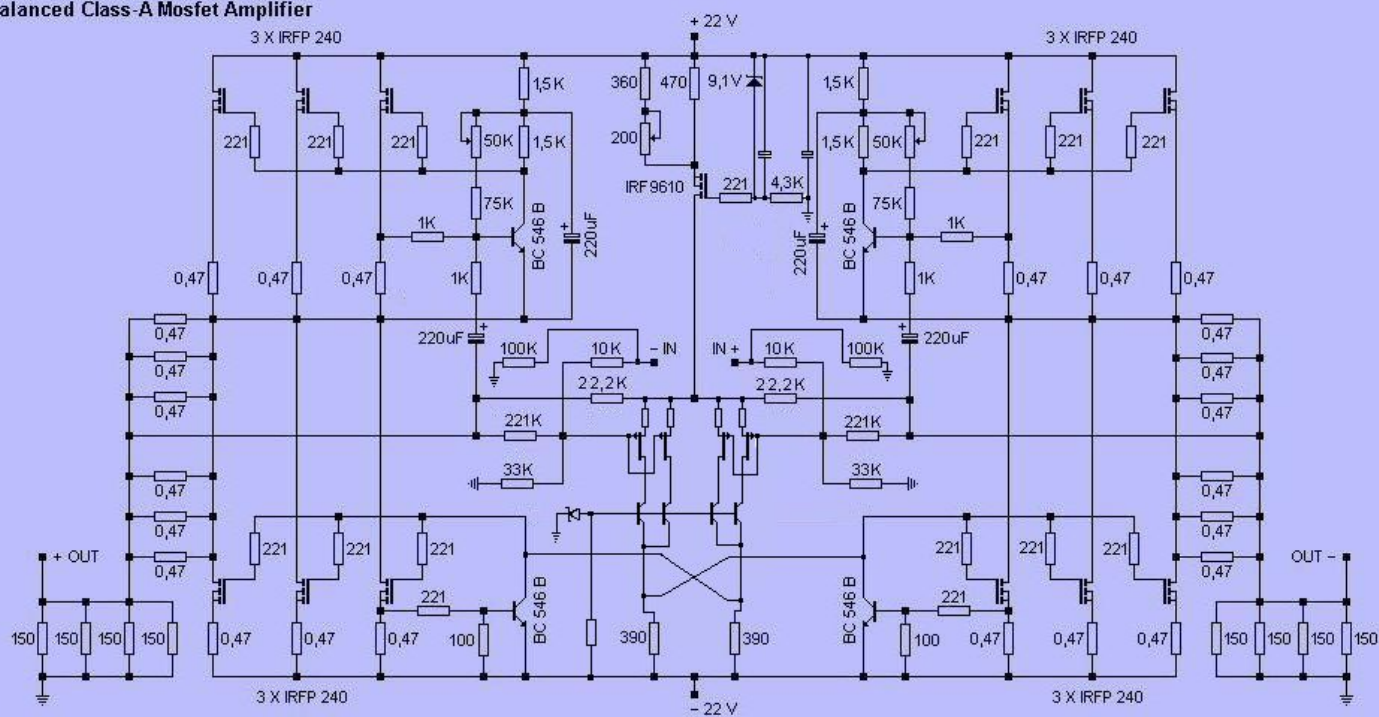 alanced Class-A Mosfet Amplifier
+ 22 V
3 X IRFP 240
3 X IRFP 240
1,5K
360
470
9,1V
1,5K
221
221
221
50K
1,5K
200
1,5K
50K
221
221
221
IRF9610
221
4,3K
75K
75K
1K
BC 546 B
220uF
220uF
BC 546 B
1K
0,47
0,47
0,47
1K
1K
0,47
0,47
0,47
0,47
220uF
100K
10K
- IN
IN +
10K
100K
220uF
0,47
0,47
0,47
22,2K
22,2K
0,47
0,47
221K
221K
0,47
33K
33K
0,47
0,47
0,47
0,47
221
221
221
221
221
221
+ OUT
0,47
0,47
OUT -
221
BC 546 B
BC 546 B
221
150
150
150
150
0,47
0,47
0,47
100
390
390
100
0,47
0,47
0,47
150
150
150
150
3 X IRFP 240
- 22 V
3 X IRFP 240